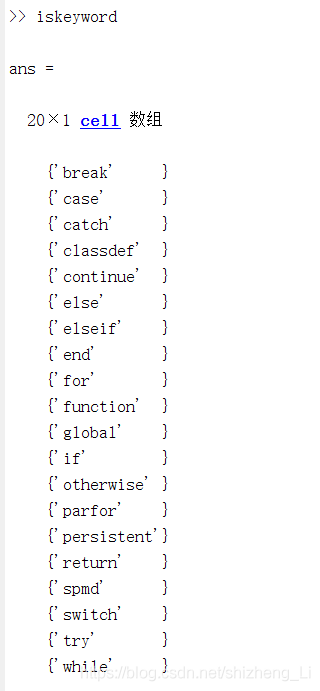 >> iskeyword
ans =
20×1 cell 数组
{'break'     }
{'case'      }
{'catch'     }
{'classdef'  }
{'continue'  }
{'else'      }
{'elseif'    }
{'end'       }
{'for'       }
{'function'  }
{'global'    }
{'if'        }
{'otherwise' }
{'parfor'    }
{'persistent'}
{'return'    }
{'spmd'      }
{'switch'    }
{'try'       }
{'while'     }
https://blog.csdn.net/shizheng_Li